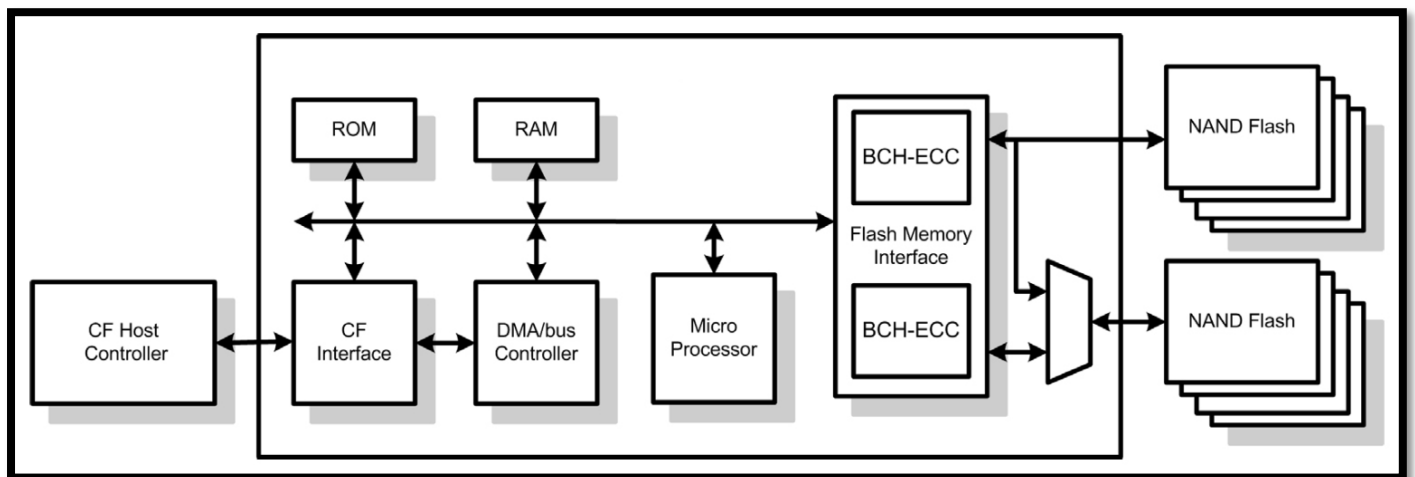 ROM
RAM
BCH-ECC
NAND Flash
Flash Memory
Interface
CF Host
Controller
CF
Interface
DMA/bus
Controller
Micro
Processor
BCH-ECC
NAND Flash